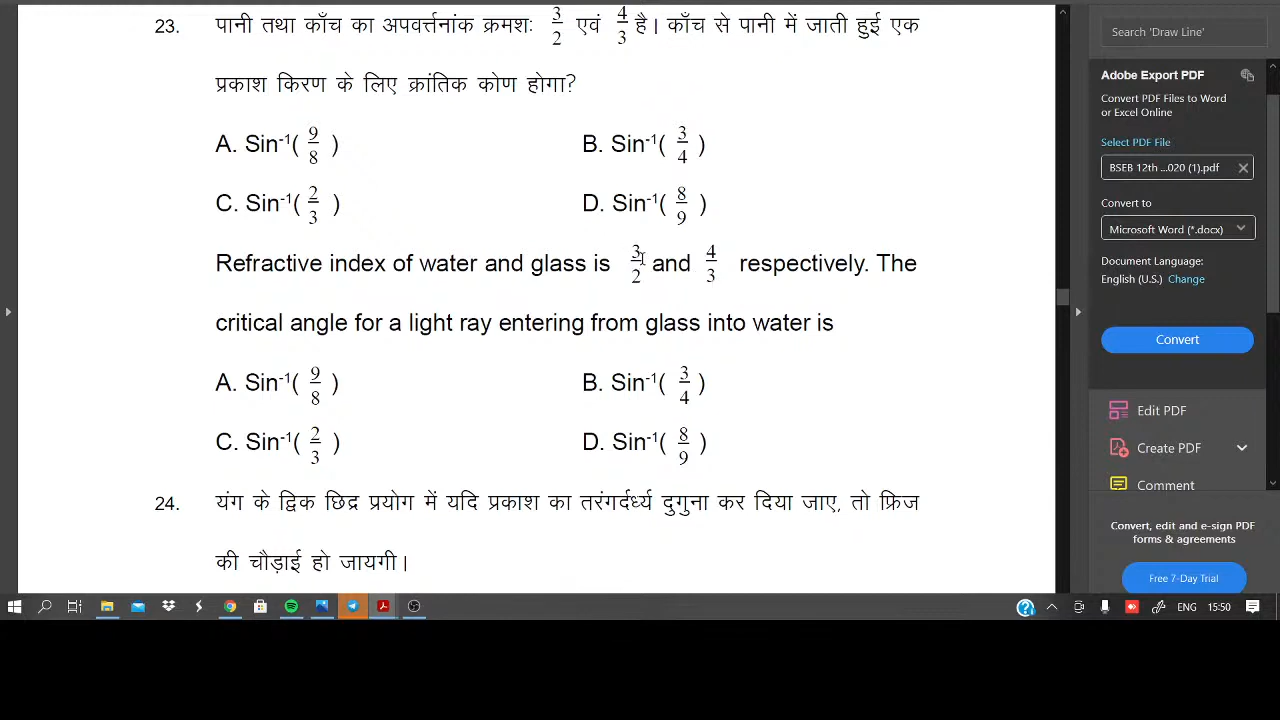 23. पानी तथा काँच का अपवर्त्तनांक क्रमशः 3/2 एवं 4/3 है। काँच से पानी में जाती हुई एक
प्रकाश किरण के लिए क्रांतिक कोण होगा?
A. Sin⁻¹( 9/8 ) B. Sin⁻¹( 3/4 )
C. Sin⁻¹( 2/3 ) D. Sin⁻¹( 8/9 )
Refractive index of water and glass is 3/2 and 4/3 respectively. The
critical angle for a light ray entering from glass into water is
A. Sin⁻¹( 9/8 ) B. Sin⁻¹( 3/4 )
C. Sin⁻¹( 2/3 ) D. Sin⁻¹( 8/9 )
24. यंग के द्विक छिद्र प्रयोग में यदि प्रकाश का तरंगदैर्ध्य दुगुना कर दिया जाए, तो फ्रिज
की चौड़ाई हो जायगी।
Search 'Draw Line'
Adobe Export PDF
Convert PDF Files to Word
or Excel Online
Select PDF File
BSEB 12th ...020 (1).pdf
Convert to
Microsoft Word (*.docx)
Document Language:
English (U.S.) Change
Convert
Edit PDF
Create PDF
Comment
Convert, edit and e-sign PDF
forms & agreements
Free 7-Day Trial
ENG 15:50